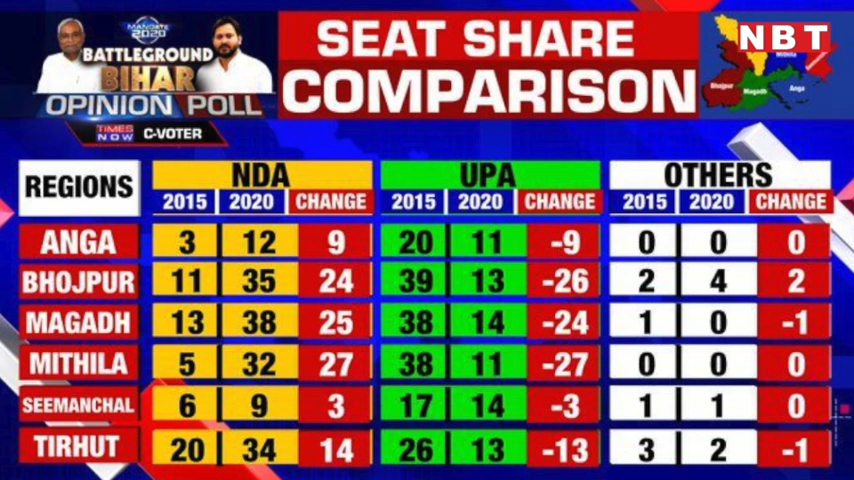 MANDATE
2020
BATTLEGROUND
BIHAR
OPINION POLL
TIMES NOW C-VOTER
SEAT SHARE
COMPARISON
NBT
Mithila
Bhojpur
Magadh
Anga
REGIONS NDA UPA OTHERS
2015 2020 CHANGE 2015 2020 CHANGE 2015 2020 CHANGE
ANGA 3 12 9 20 11 -9 0 0 0
BHOJPUR 11 35 24 39 13 -26 2 4 2
MAGADH 13 38 25 38 14 -24 1 0 -1
MITHILA 5 32 27 38 11 -27 0 0 0
SEEMANCHAL 6 9 3 17 14 -3 1 1 0
TIRHUT 20 34 14 26 13 -13 3 2 -1